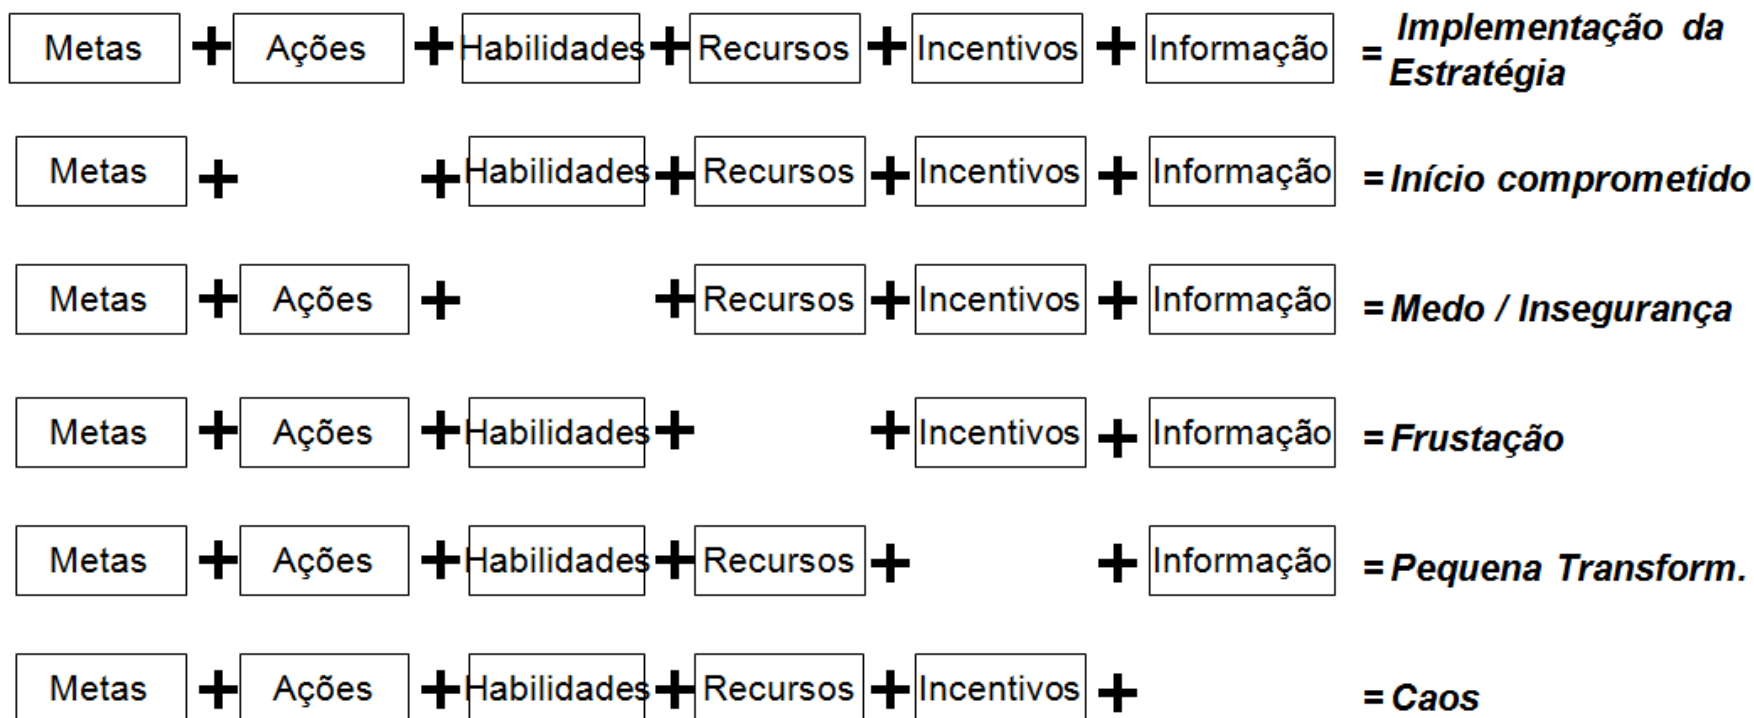 Metas + Ações + Habilidades + Recursos + Incentivos + Informação = Implementação da
Estratégia
Metas + + Habilidades + Recursos + Incentivos + Informação = Início comprometido
Metas + Ações + + Recursos + Incentivos + Informação = Medo / Insegurança
Metas + Ações + Habilidades + + Incentivos + Informação = Frustação
Metas + Ações + Habilidades + Recursos + + Informação = Pequena Transform.
Metas + Ações + Habilidades + Recursos + Incentivos + = Caos